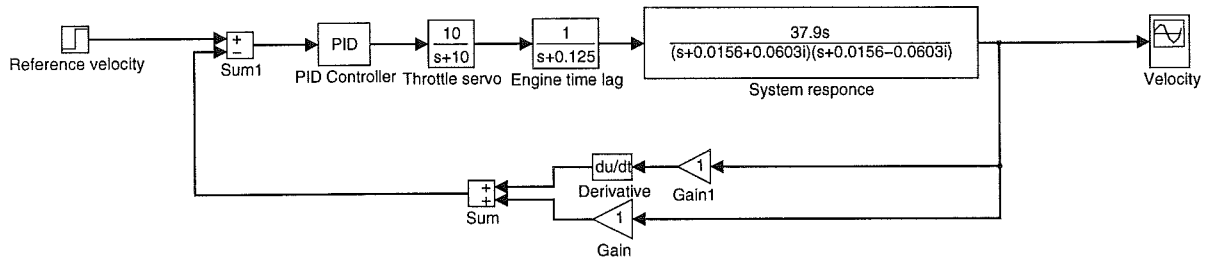 Reference velocity
+
−
Sum1
PID
PID Controller
10
s+10
Throttle servo
1
s+0.125
Engine time lag
37.9s
(s+0.0156+0.0603i)(s+0.0156−0.0603i)
System responce
Velocity
du/dt
Derivative
1
Gain1
+
+
Sum
1
Gain